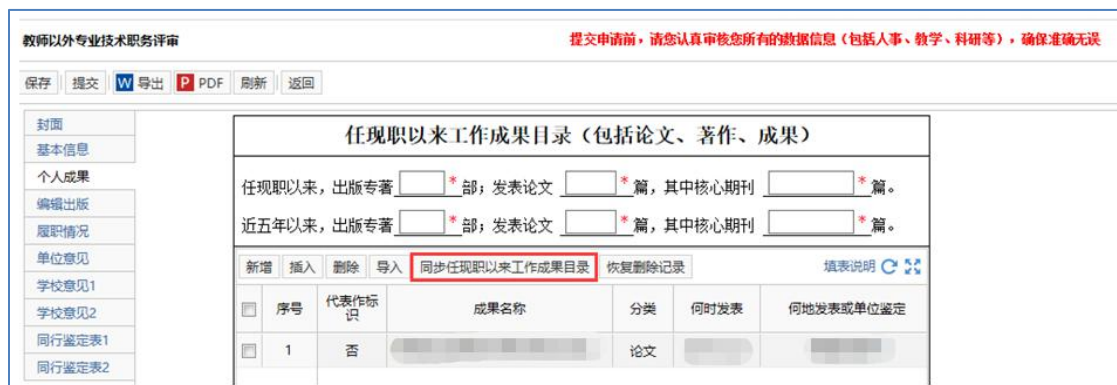 教师以外专业技术职务评审
提交申请前，请您认真审核您所有的数据信息（包括人事、教学、科研等），确保准确无误
保存 提交 W 导出 P PDF 刷新 返回
封面
基本信息
个人成果
编辑出版
履职情况
单位意见
学校意见1
学校意见2
同行鉴定表1
同行鉴定表2
任现职以来工作成果目录（包括论文、著作、成果）
任现职以来，出版专著 * 部；发表论文 * 篇，其中核心期刊 * 篇。
近五年以来，出版专著 * 部；发表论文 * 篇，其中核心期刊 * 篇。
新增 插入 删除 导入 同步任现职以来工作成果目录 恢复删除记录 填表说明
序号 代表作标识 成果名称 分类 何时发表 何地发表或单位鉴定
1 否 论文